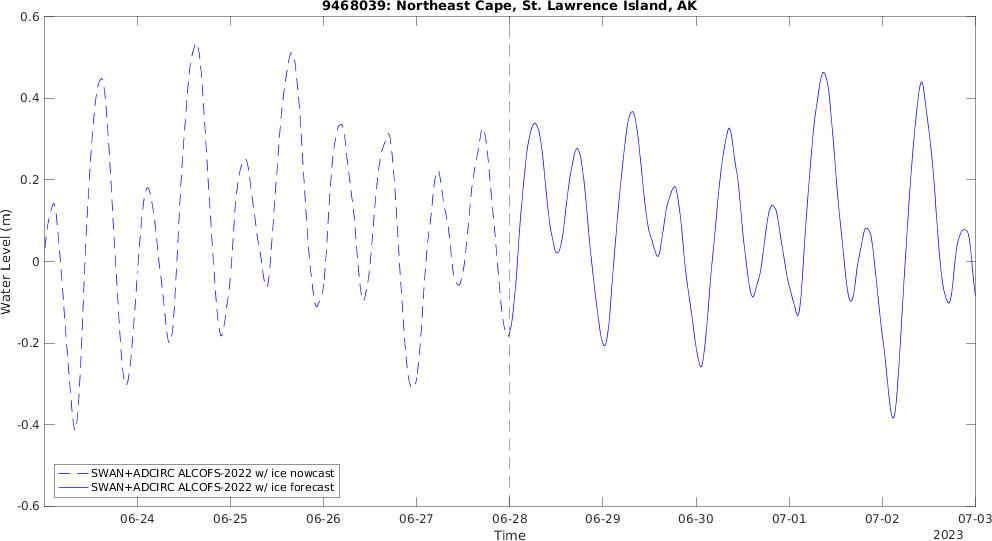 9468039: Northeast Cape, St. Lawrence Island, AK
0.6
0.4
0.2
0
-0.2
-0.4
-0.6
Water Level (m)
SWAN+ADCIRC ALCOFS-2022 w/ ice nowcast
SWAN+ADCIRC ALCOFS-2022 w/ ice forecast
06-24 06-25 06-26 06-27 06-28 06-29 06-30 07-01 07-02 07-03
Time
2023